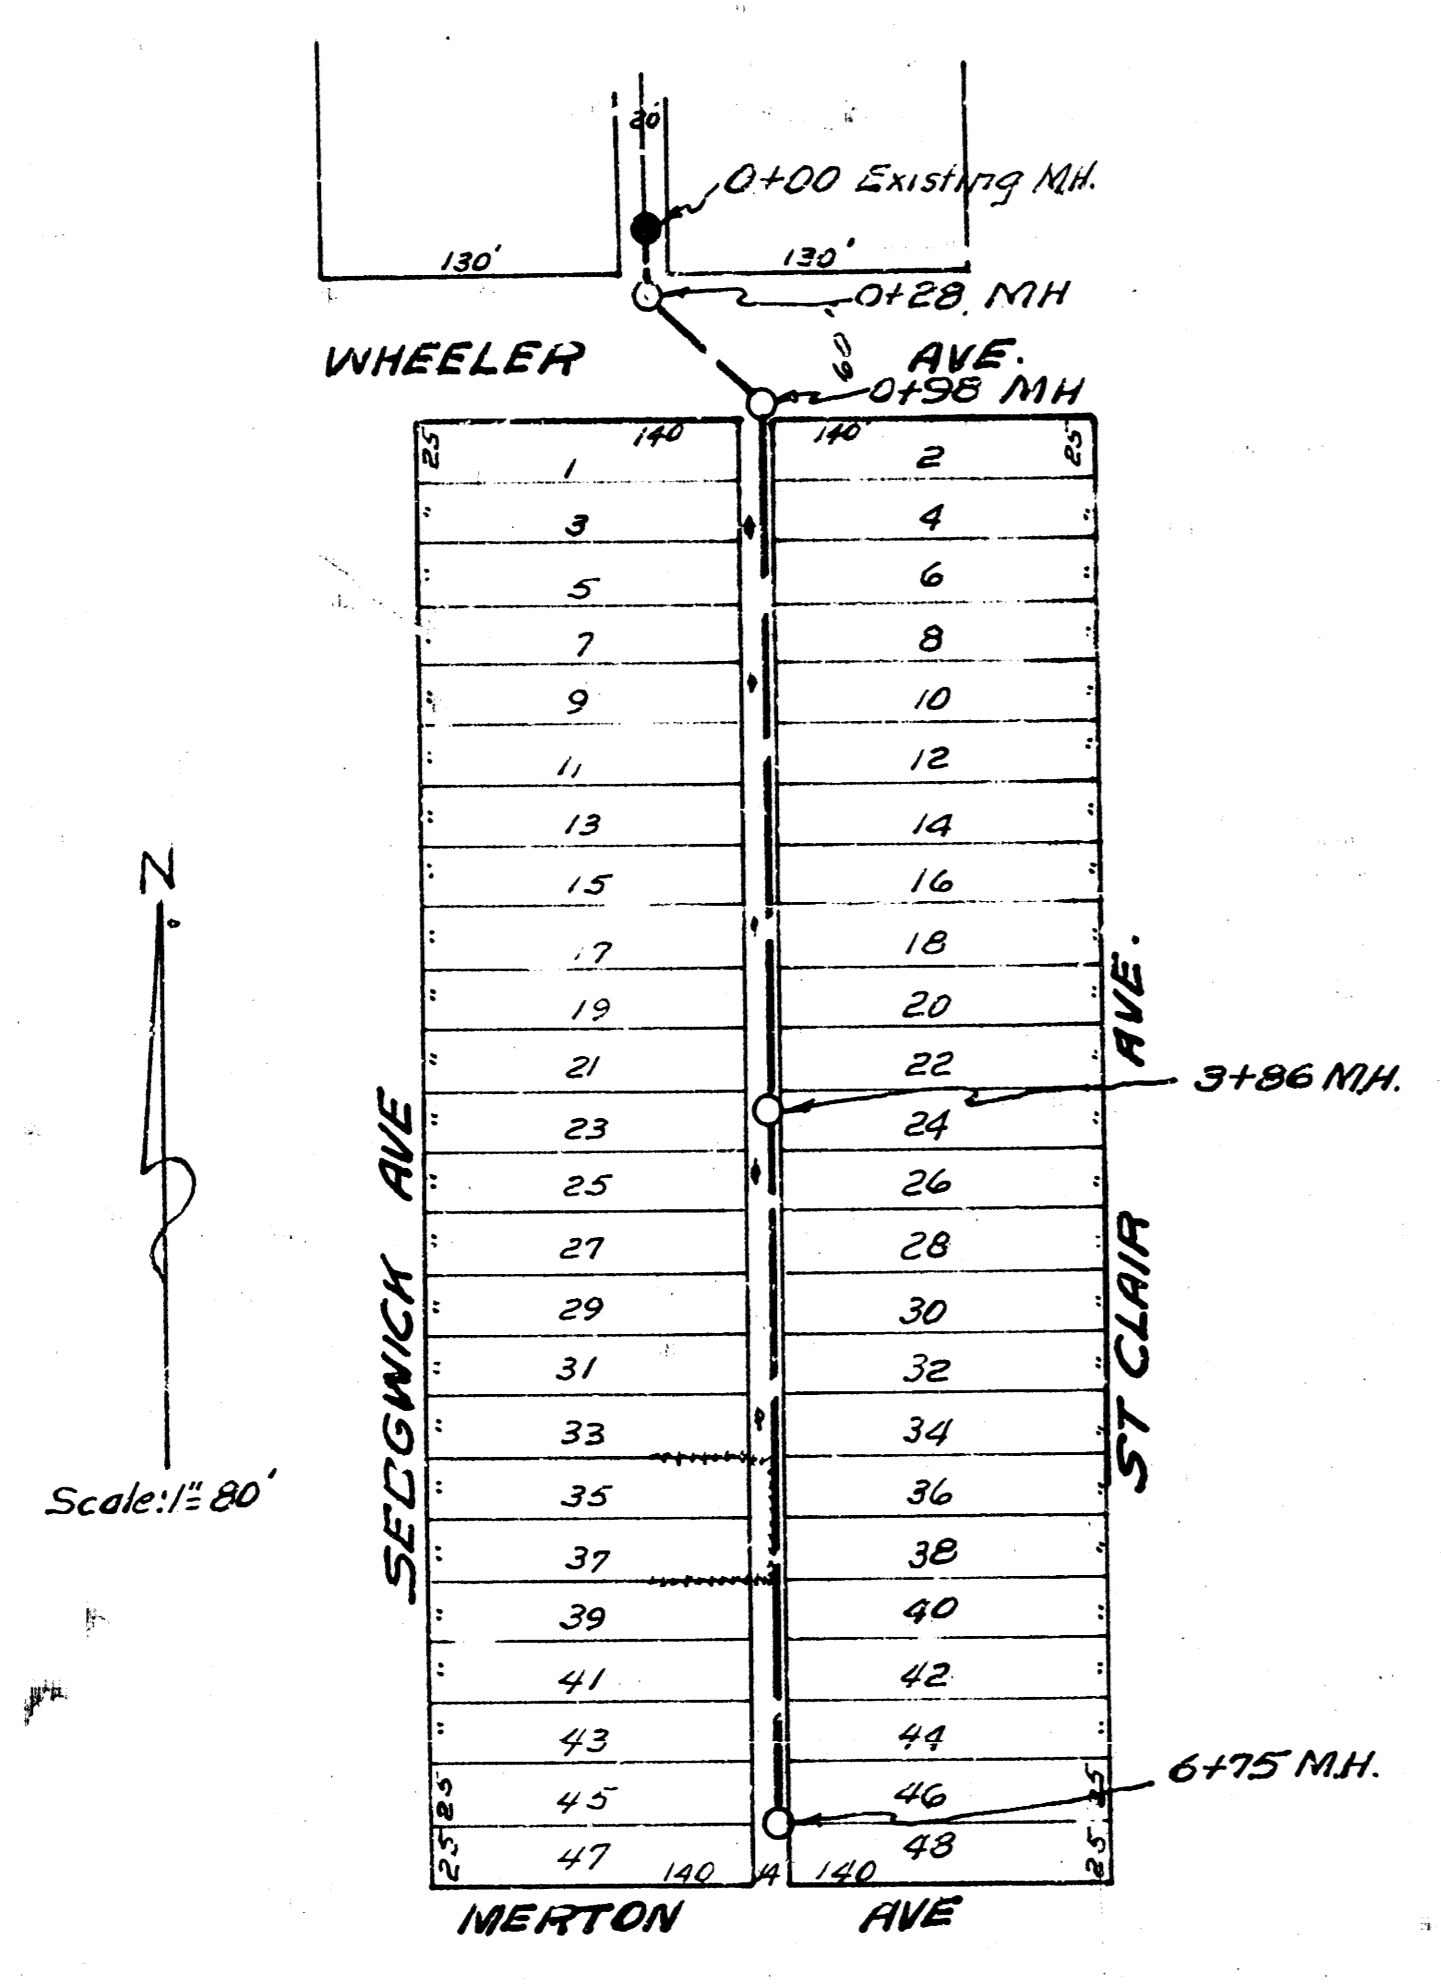 20'
0+00 Existing M.H.
130'
130'
0+28 MH
60'
WHEELER AVE.
0+98 MH
25 140 140' 25
1 2
" 3 4 "
" 5 6 "
" 7 8 "
" 9 10 "
" 11 12 "
" 13 14 "
" 15 16 "
" 17 18 "
" 19 20 "
" 21 22 "
3+86 M.H.
" 23 24 "
" 25 26 "
" 27 28 "
" 29 30 "
" 31 32 "
" 33 34 "
" 35 36 "
" 37 38 "
" 39 40 "
" 41 42 "
" 43 44 "
6+75 M.H.
25 45 46 25
25 47 48 25
140 14 140
MERTON AVE
SEDGWICK AVE
ST CLAIR AVE.
N
Scale: 1"=80'